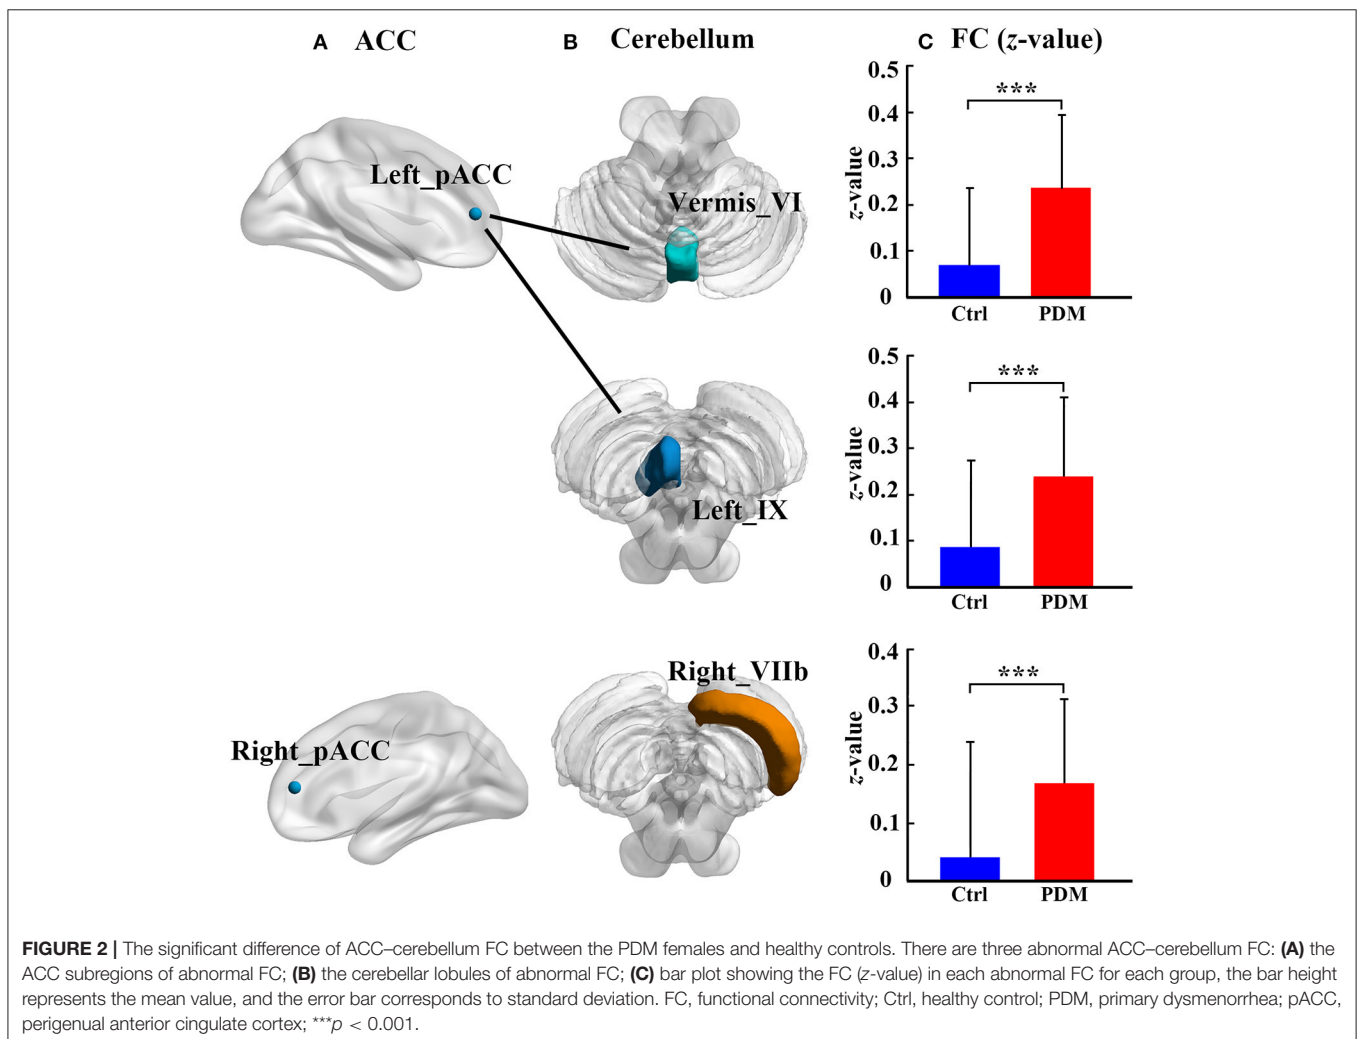 A ACC
B Cerebellum
C FC (z-value)
Left_pACC
Vermis_VI
0.5
0.4
0.3
0.2
0.1
0
z-value
***
Ctrl PDM
Left_IX
0.5
0.4
0.3
0.2
0.1
0
z-value
***
Ctrl PDM
Right_pACC
Right_VIIb
0.4
0.3
0.2
0.1
0
z-value
***
Ctrl PDM
FIGURE 2 | The significant difference of ACC–cerebellum FC between the PDM females and healthy controls. There are three abnormal ACC–cerebellum FC: (A) the
ACC subregions of abnormal FC; (B) the cerebellar lobules of abnormal FC; (C) bar plot showing the FC (z-value) in each abnormal FC for each group, the bar height
represents the mean value, and the error bar corresponds to standard deviation. FC, functional connectivity; Ctrl, healthy control; PDM, primary dysmenorrhea; pACC,
perigenual anterior cingulate cortex; ***p < 0.001.